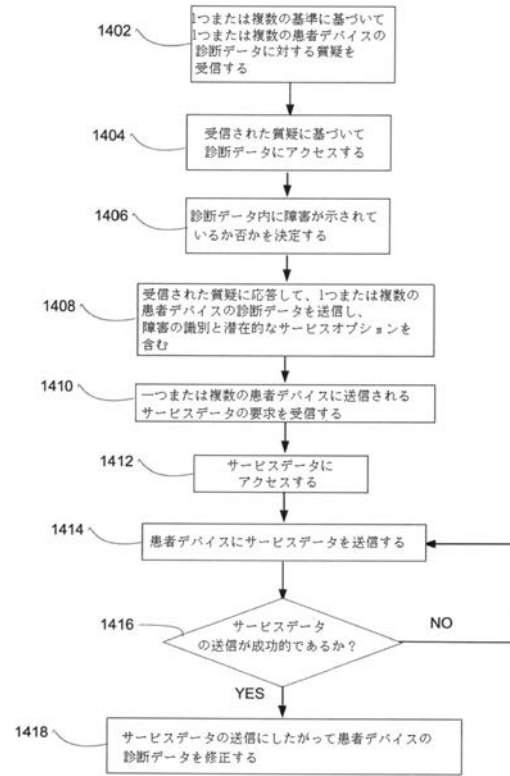 1402
1つまたは複数の基準に基づいて
1つまたは複数の患者デバイスの
診断データに対する質疑を
受信する
1404
受信された質疑に基づいて
診断データにアクセスする
1406
診断データ内に障害が示されて
いるか否かを決定する
1408
受信された質疑に応答して、1つまたは複数の
患者デバイスの診断データを送信し、
障害の識別と潜在的なサービスオプションを
含む
1410
一つまたは複数の患者デバイスに送信される
サービスデータの要求を受信する
1412
サービスデータに
アクセスする
1414
患者デバイスにサービスデータを送信する
1416
サービスデータ
の送信が成功的であるか？
NO
YES
1418
サービスデータの送信にしたがって患者デバイスの
診断データを修正する